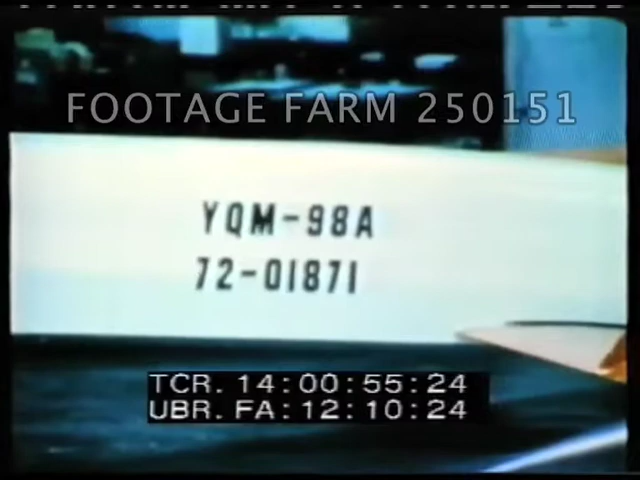 FOOTAGE FARM 250151
YQM-98A
72-01871
TCR. 14:00:55:24
UBR. FA:12:10:24